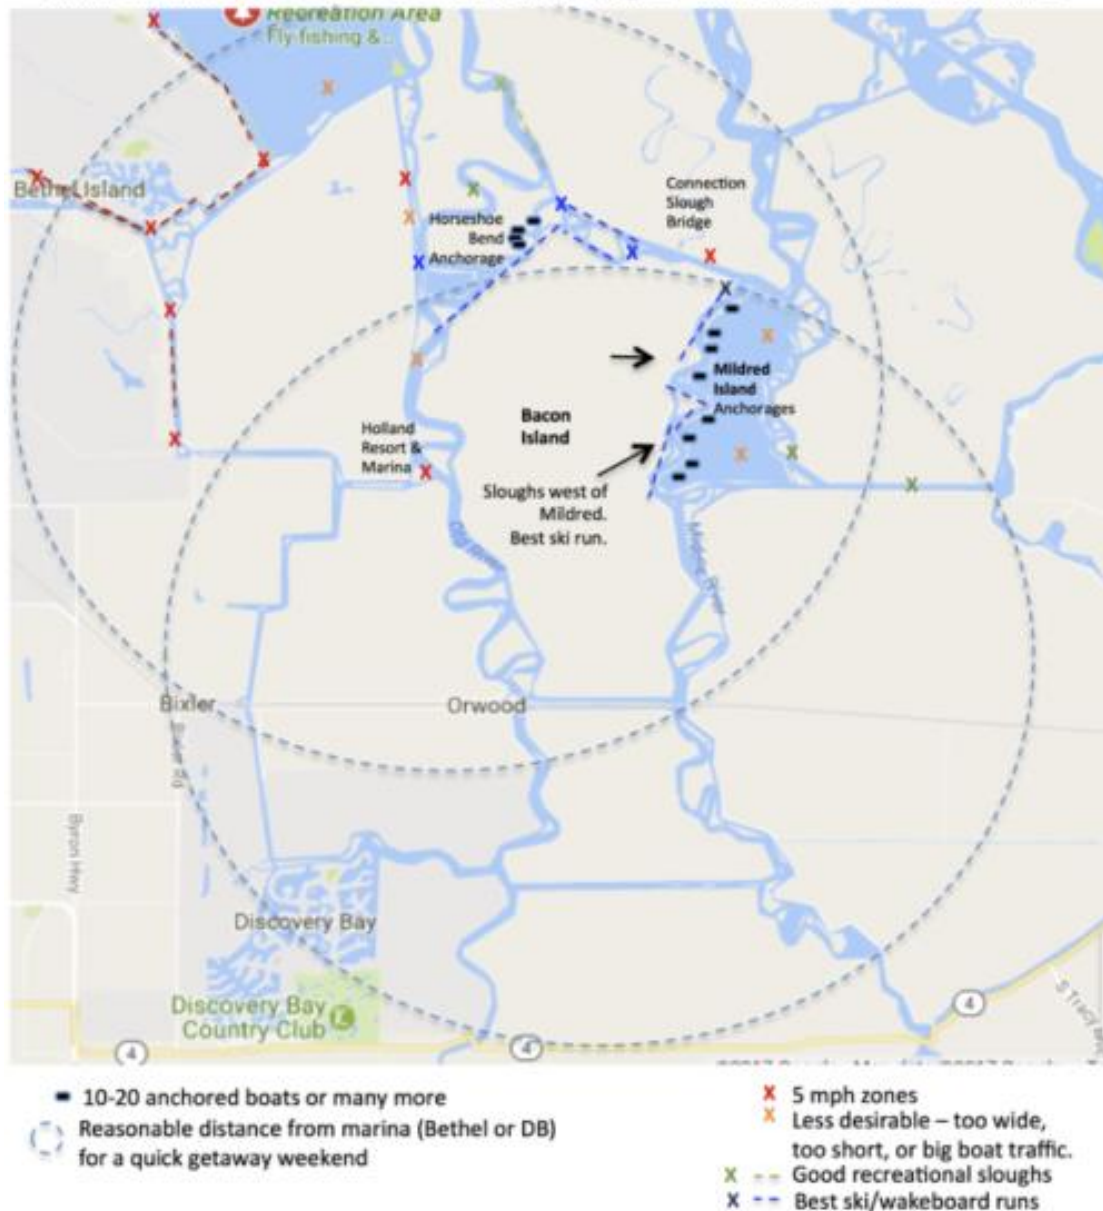 Recreation Area
Fly-fishing &...
Bethel Island
Connection
Slough
Bridge
Horseshoe
Bend
Anchorage
Mildred
Island
Anchorages
Bacon
Island
Holland
Resort &
Marina
Sloughs west of
Mildred.
Best ski run.
Old River
Middle River
Bixler
Orwood
Bixler Rd
Byron Hwy
Discovery Bay
Discovery Bay
Country Club
4
4
4
S Tracy
10-20 anchored boats or many more
Reasonable distance from marina (Bethel or DB)
for a quick getaway weekend
X 5 mph zones
X Less desirable – too wide,
too short, or big boat traffic.
X Good recreational sloughs
X Best ski/wakeboard runs